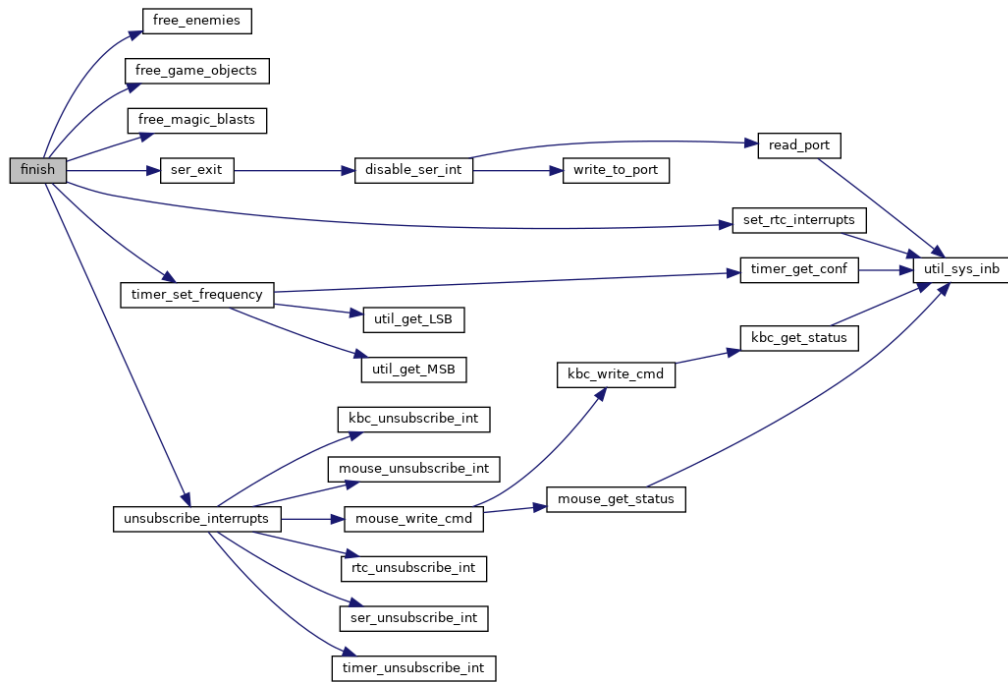 free_enemies
free_game_objects
free_magic_blasts
finish
ser_exit
disable_ser_int
read_port
write_to_port
set_rtc_interrupts
timer_set_frequency
timer_get_conf
util_sys_inb
util_get_LSB
util_get_MSB
kbc_get_status
kbc_write_cmd
kbc_unsubscribe_int
mouse_unsubscribe_int
unsubscribe_interrupts
mouse_write_cmd
mouse_get_status
rtc_unsubscribe_int
ser_unsubscribe_int
timer_unsubscribe_int